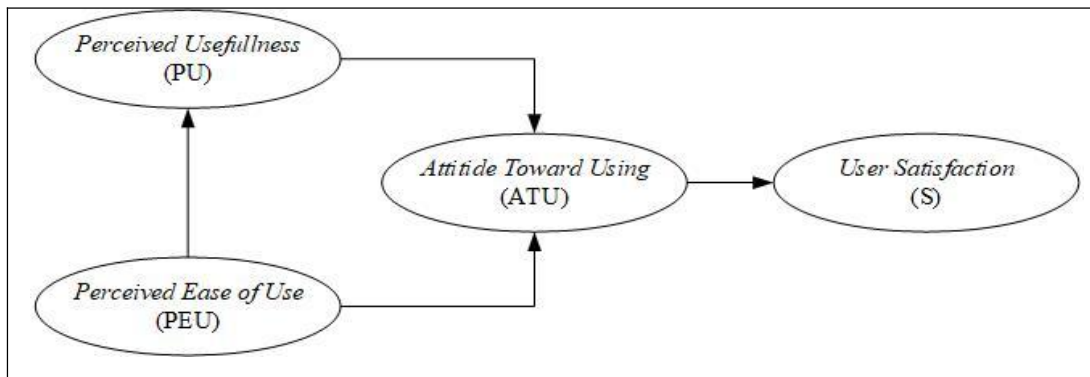 Perceived Usefullness
(PU)
Attitide Toward Using
(ATU)
User Satisfaction
(S)
Perceived Ease of Use
(PEU)